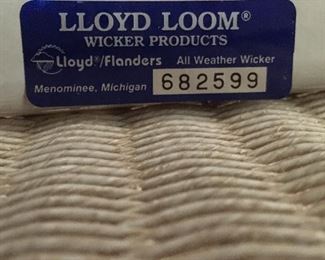 LLOYD LOOM®
WICKER PRODUCTS
Lloyd®/Flanders All Weather Wicker
Menominee, Michigan 682599